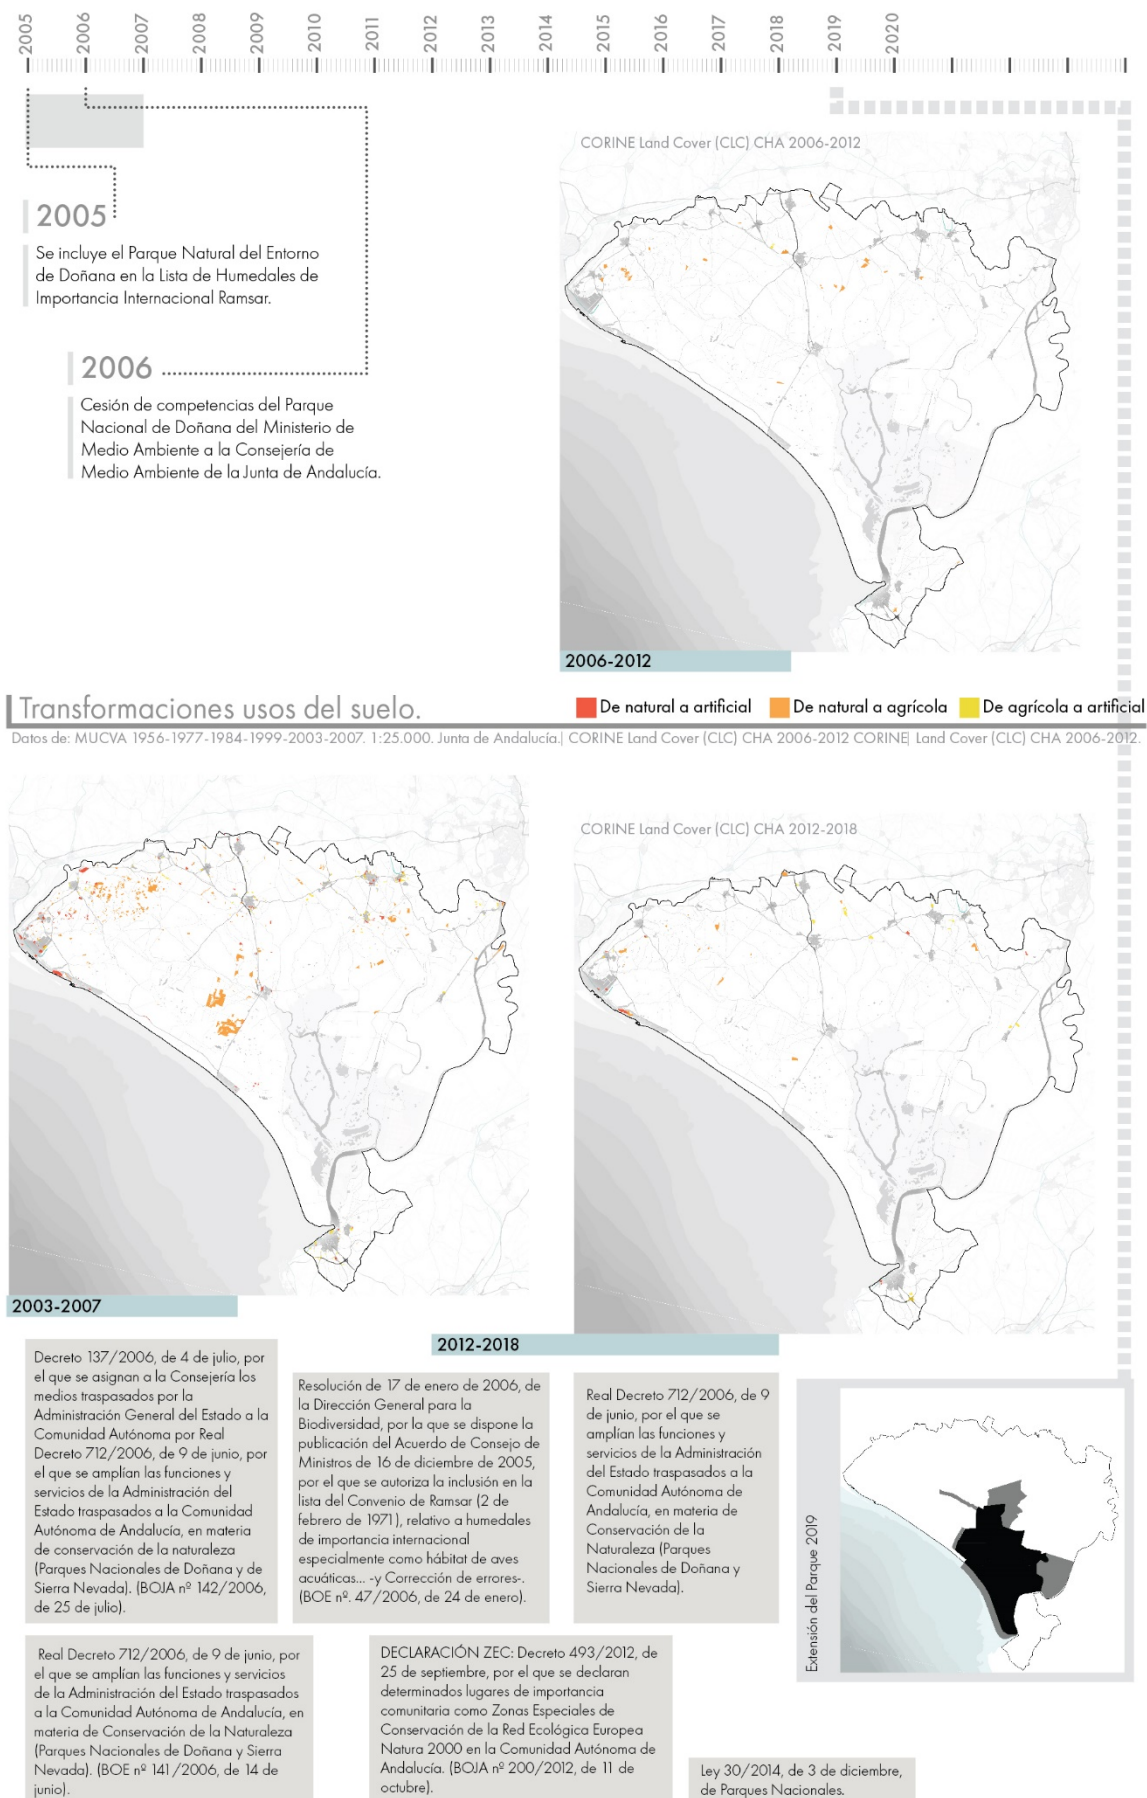 2005
2006
2007
2008
2009
2010
2011
2012
2013
2014
2015
2016
2017
2018
2019
2020
2005
Se incluye el Parque Natural del Entorno
de Doñana en la Lista de Humedales de
Importancia Internacional Ramsar.
2006
Cesión de competencias del Parque
Nacional de Doñana del Ministerio de
Medio Ambiente a la Consejería de
Medio Ambiente de la Junta de Andalucía.
CORINE Land Cover (CLC) CHA 2006-2012
2006-2012
Transformaciones usos del suelo.
De natural a artificial
De natural a agrícola
De agrícola a artificial
Datos de: MUCVA 1956-1977-1984-1999-2003-2007. 1:25.000. Junta de Andalucía.| CORINE Land Cover (CLC) CHA 2006-2012 CORINE| Land Cover (CLC) CHA 2006-2012.
CORINE Land Cover (CLC) CHA 2012-2018
2003-2007
2012-2018
Decreto 137/2006, de 4 de julio, por
el que se asignan a la Consejería los
medios traspasados por la
Administración General del Estado a la
Comunidad Autónoma por Real
Decreto 712/2006, de 9 de junio, por
el que se amplían las funciones y
servicios de la Administración del
Estado traspasados a la Comunidad
Autónoma de Andalucía, en materia
de conservación de la naturaleza
(Parques Nacionales de Doñana y de
Sierra Nevada). (BOJA nº 142/2006,
de 25 de julio).
Resolución de 17 de enero de 2006, de
la Dirección General para la
Biodiversidad, por la que se dispone la
publicación del Acuerdo de Consejo de
Ministros de 16 de diciembre de 2005,
por el que se autoriza la inclusión en la
lista del Convenio de Ramsar (2 de
febrero de 1971), relativo a humedales
de importancia internacional
especialmente como hábitat de aves
acuáticas... -y Corrección de errores-.
(BOE nº. 47/2006, de 24 de enero).
Real Decreto 712/2006, de 9
de junio, por el que se
amplían las funciones y
servicios de la Administración
del Estado traspasados a la
Comunidad Autónoma de
Andalucía, en materia de
Conservación de la
Naturaleza (Parques
Nacionales de Doñana y
Sierra Nevada).
Extensión del Parque 2019
Real Decreto 712/2006, de 9 de junio, por
el que se amplían las funciones y servicios
de la Administración del Estado traspasados
a la Comunidad Autónoma de Andalucía, en
materia de Conservación de la Naturaleza
(Parques Nacionales de Doñana y Sierra
Nevada). (BOE nº 141/2006, de 14 de
junio).
DECLARACIÓN ZEC: Decreto 493/2012, de
25 de septiembre, por el que se declaran
determinados lugares de importancia
comunitaria como Zonas Especiales de
Conservación de la Red Ecológica Europea
Natura 2000 en la Comunidad Autónoma de
Andalucía. (BOJA nº 200/2012, de 11 de
octubre).
Ley 30/2014, de 3 de diciembre,
de Parques Nacionales.